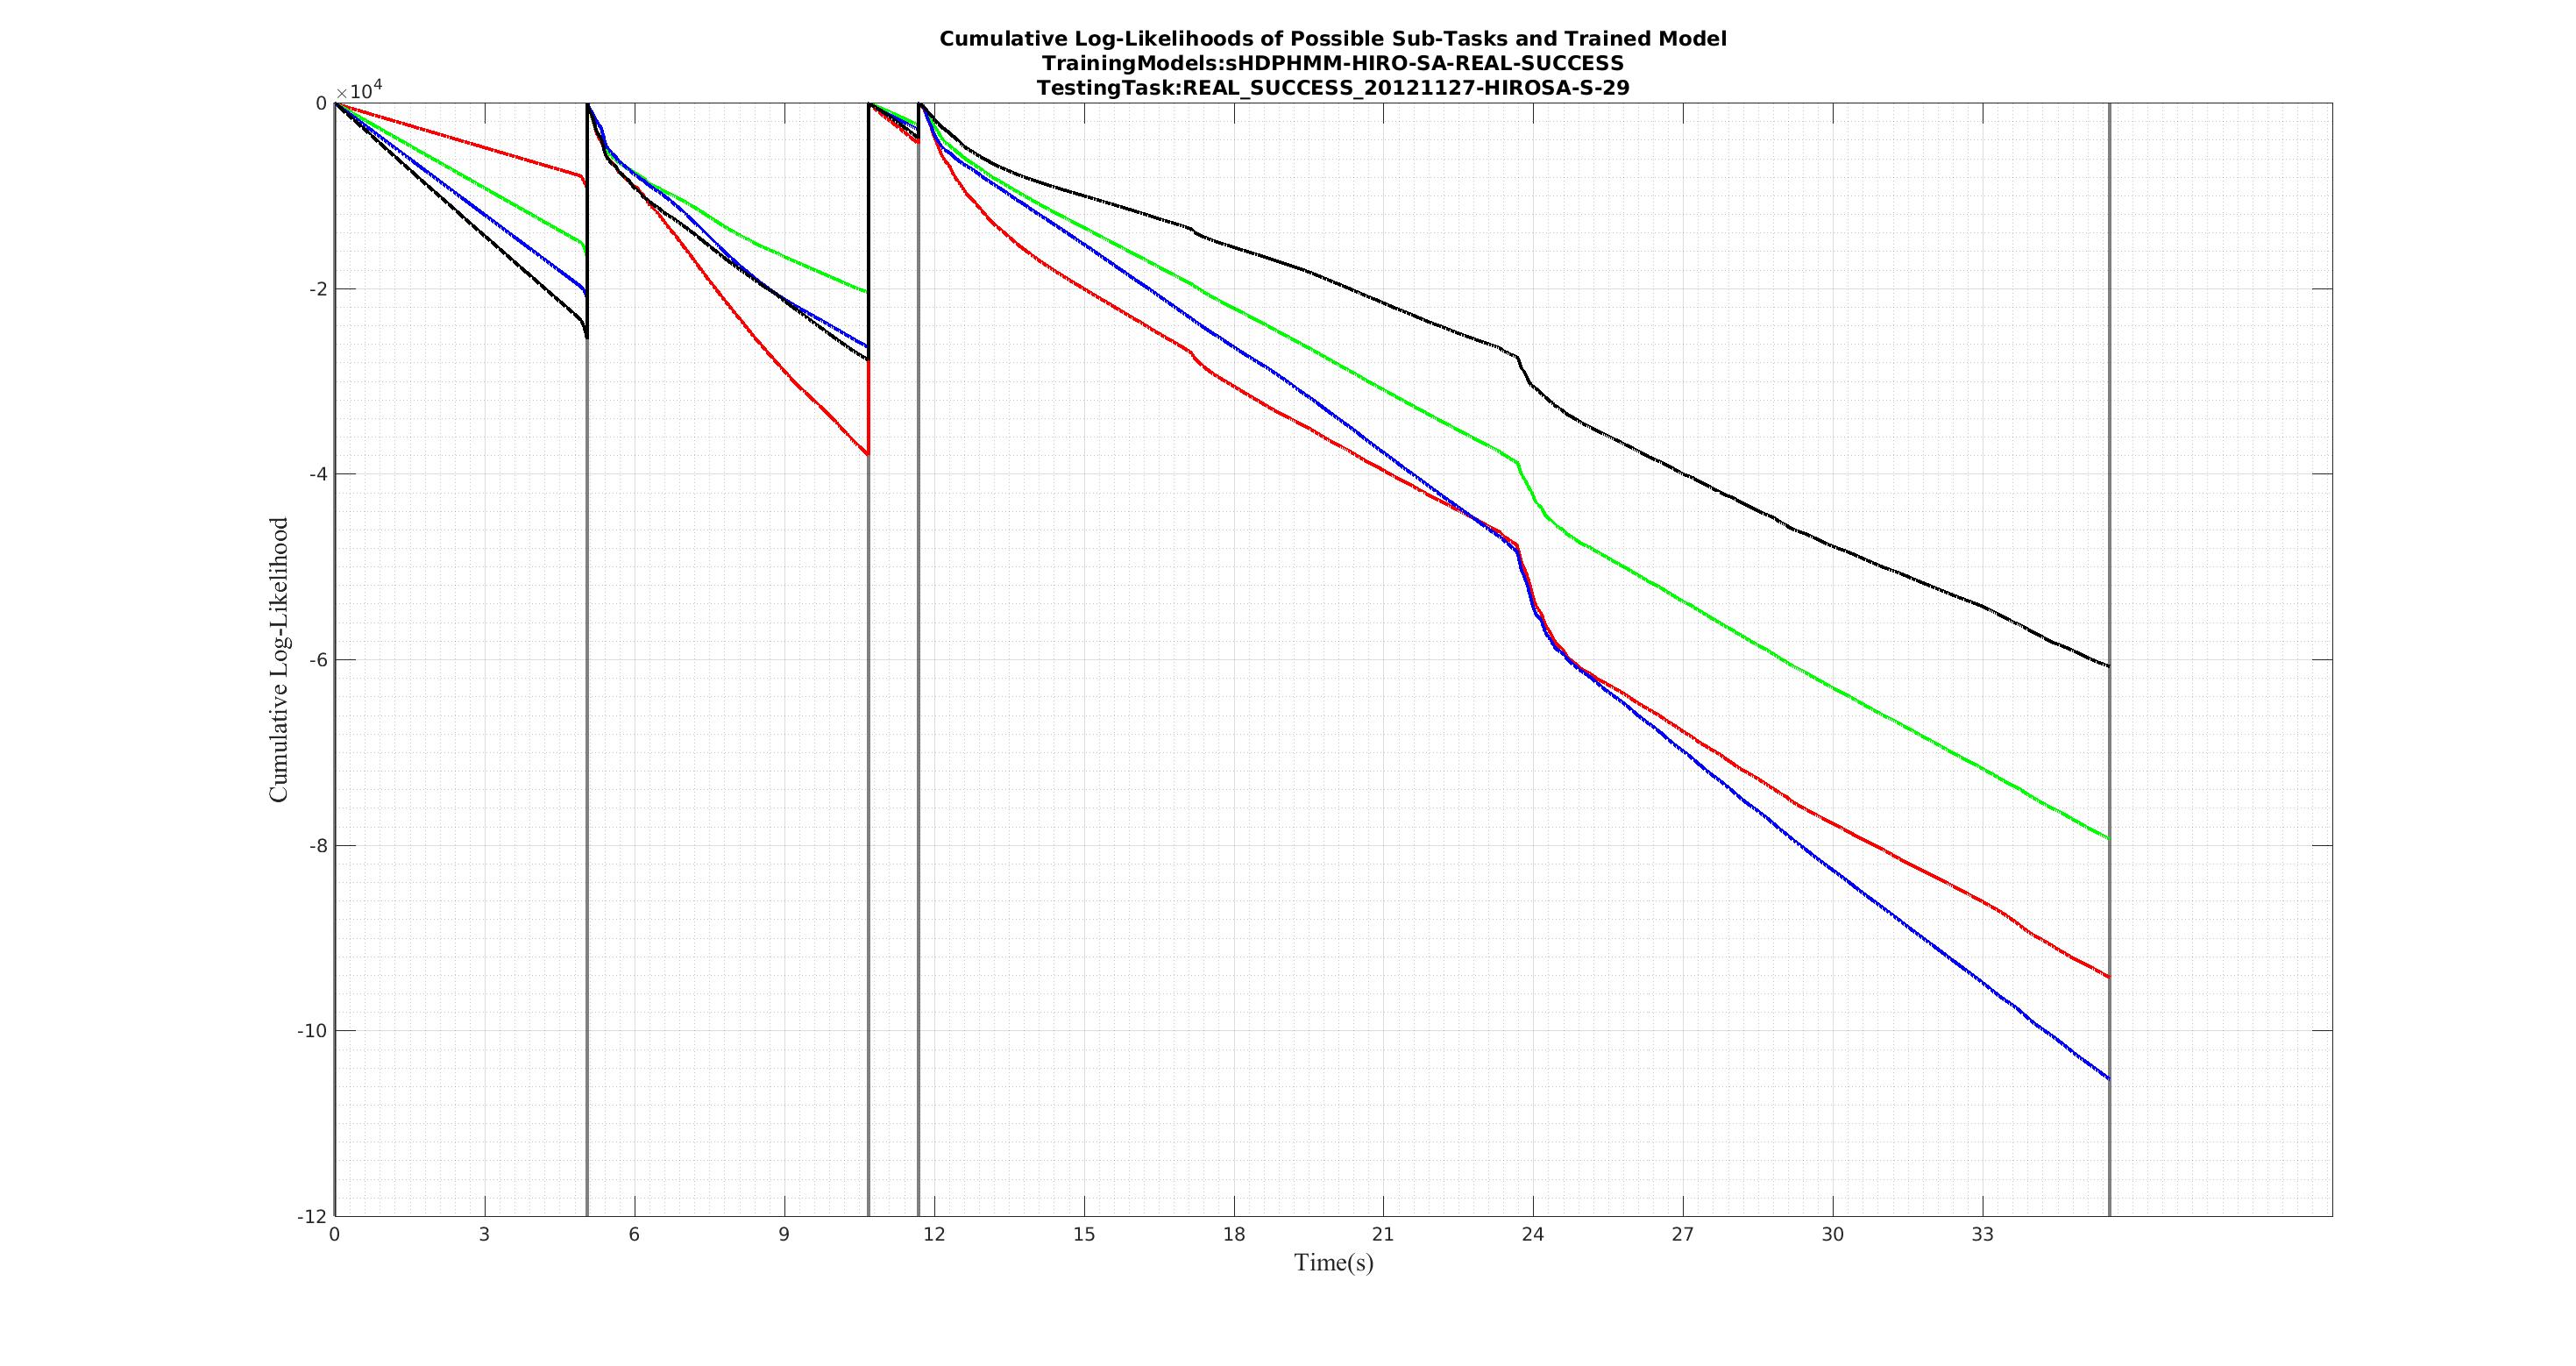 Cumulative Log-Likelihoods of Possible Sub-Tasks and Trained Model
TrainingModels:sHDPHMM-HIRO-SA-REAL-SUCCESS
TestingTask:REAL_SUCCESS_20121127-HIROSA-S-29
×10^4
0
-2
-4
-6
-8
-10
-12
Cumulative Log-Likelihood
0 3 6 9 12 15 18 21 24 27 30 33
Time(s)